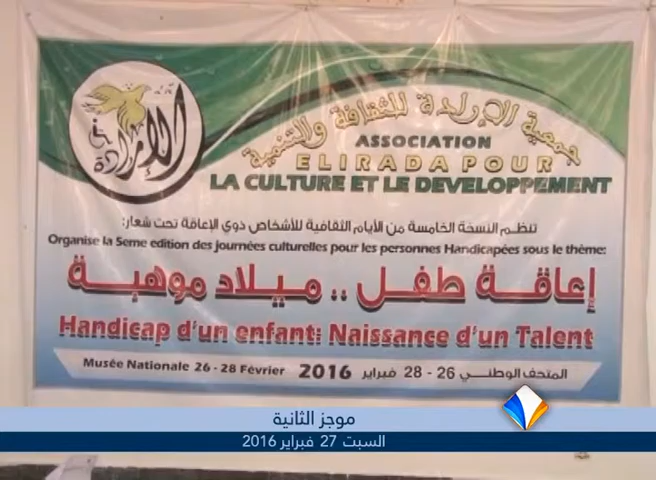 الإرادة
جمعية الإرادة للثقافة والتنمية
ASSOCIATION
ELIRADA POUR
LA CULTURE ET LE DEVELOPPEMENT
تنظم النسخة الخامسة من الأيام الثقافية للأشخاص ذوي الإعاقة تحت شعار:
Organise la 5eme edition des journées culturelles pour les personnes Handicapées sous le thème:
إعاقة طفل .. ميلاد موهبة
Handicap d'un enfant: Naissance d'un Talent
المتحف الوطني 26 - 28 فبراير 2016 Musée Nationale 26 - 28 Février
موجز الثانية
السبت 27 فبراير 2016